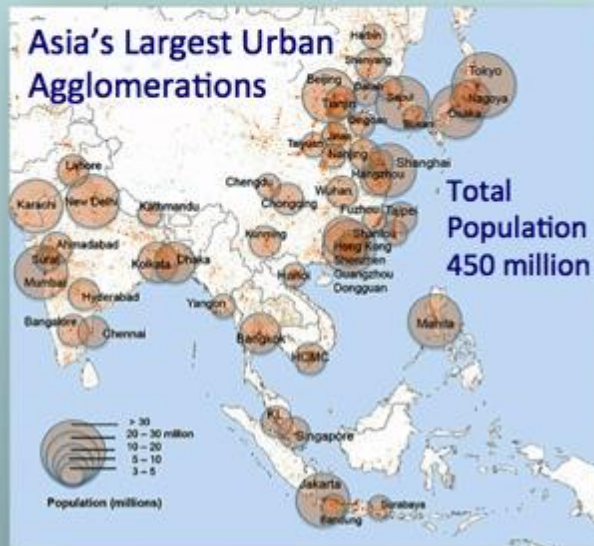 Asia's Largest Urban
Agglomerations
Harbin
Shenyang
Beijing
Dalian
Tianjin
Seoul
Tokyo
Nagoya
Osaka
Busan
Qingdao
Jinan
Taiyuan
Nanjing
Shanghai
Hangzhou
Lahore
Karachi
New Delhi
Kathmandu
Chengdu
Chongqing
Wuhan
Fuzhou
Taipei
Shantou
Total
Population
450 million
Ahmadabad
Surat
Mumbai
Kolkata
Dhaka
Kunming
Hong Kong
Shenzhen
Guangzhou
Dongguan
Hanoi
Hyderabad
Yangon
Bangalore
Chennai
Bangkok
HCMC
Manila
KL
Singapore
Jakarta
Bandung
Surabaya
> 30
20 – 30 million
10 – 20
5 – 10
3 – 5
Population (millions)